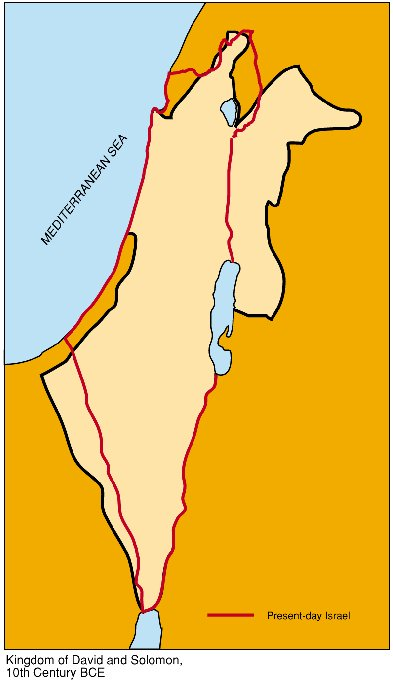 MEDITERRANEAN SEA
Present-day Israel
Kingdom of David and Solomon,
10th Century BCE